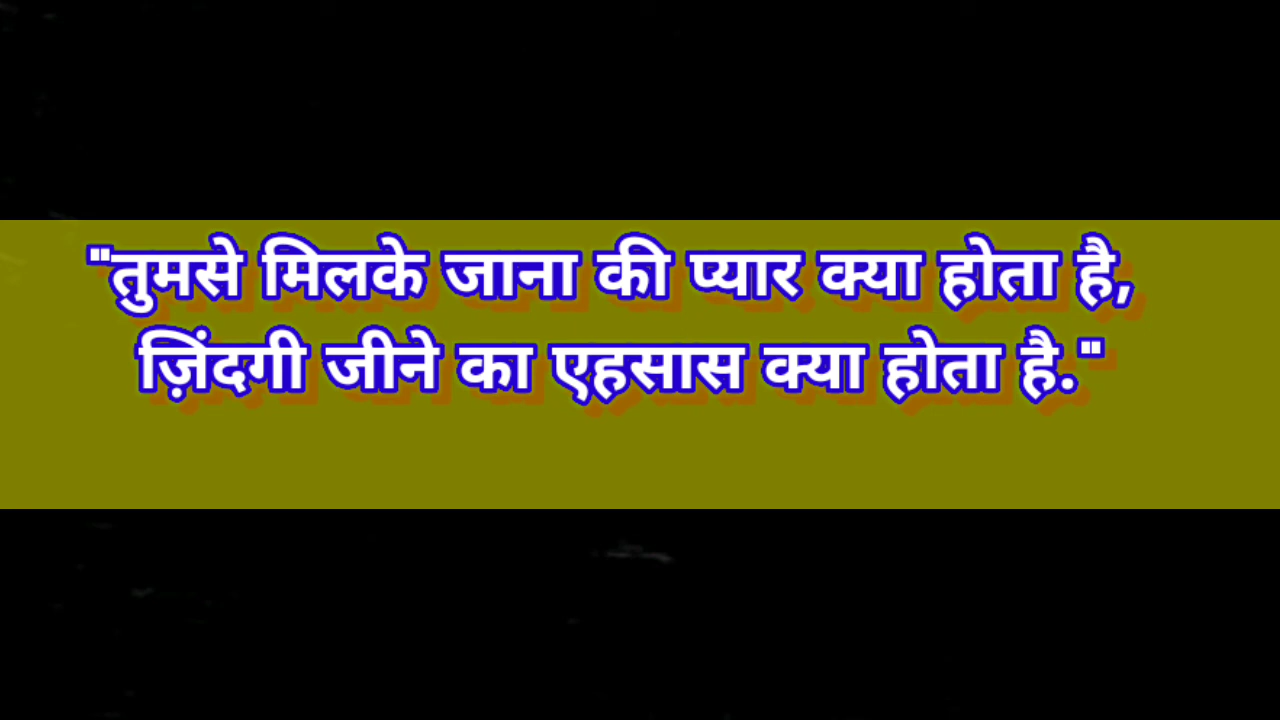 "तुमसे मिलके जाना की प्यार क्या होता है,
ज़िंदगी जीने का एहसास क्या होता है."